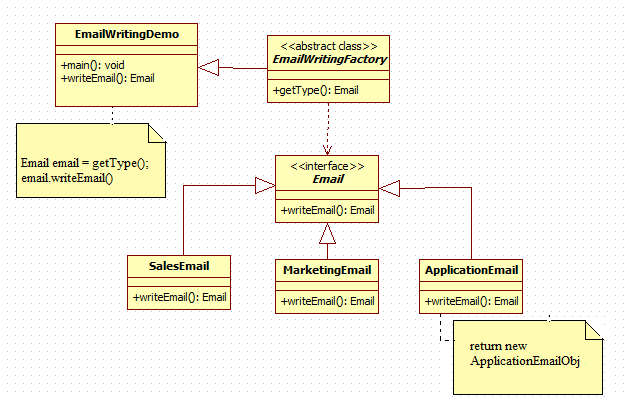 EmailWritingDemo
+main(): void
+writeEmail(): Email
<<abstract class>>
EmailWritingFactory
+getType(): Email
Email email = getType();
email.writeEmail()
<<interface>>
Email
+writeEmail(): Email
SalesEmail
+writeEmail(): Email
MarketingEmail
+writeEmail(): Email
ApplicationEmail
+writeEmail(): Email
return new
ApplicationEmailObj